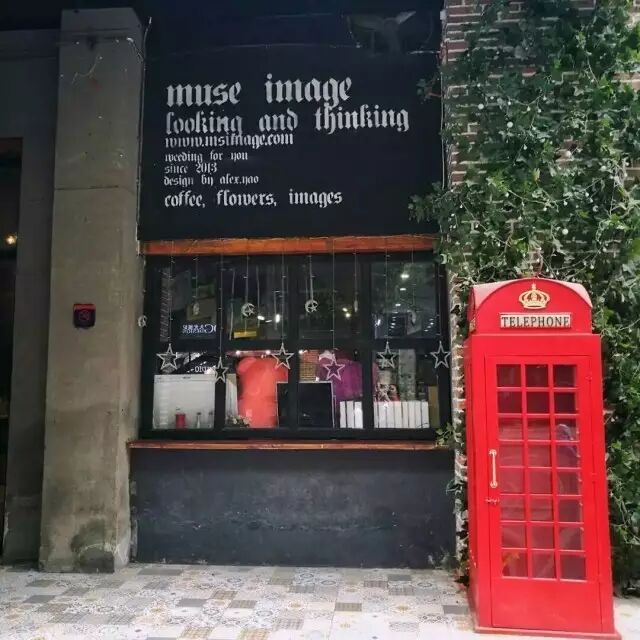 muse image
looking and thinking
www.msimage.com
weeding for you
since 2013
design by alex.yao
coffee, flowers, images
TELEPHONE